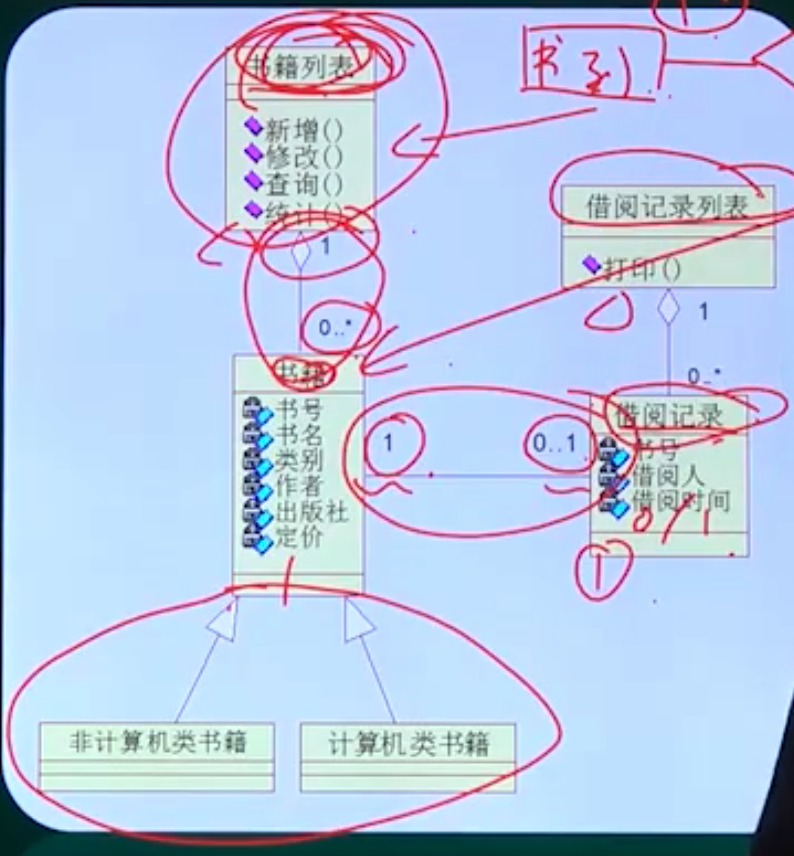 书籍列表
新增()
修改()
查询()
统计()
1
0..*
书籍
书号
书名
类别
作者
出版社
定价
1
0..1
借阅记录列表
打印()
1
0..*
借阅记录
书号
借阅人
借阅时间
0/1
1
非计算机类书籍
计算机类书籍